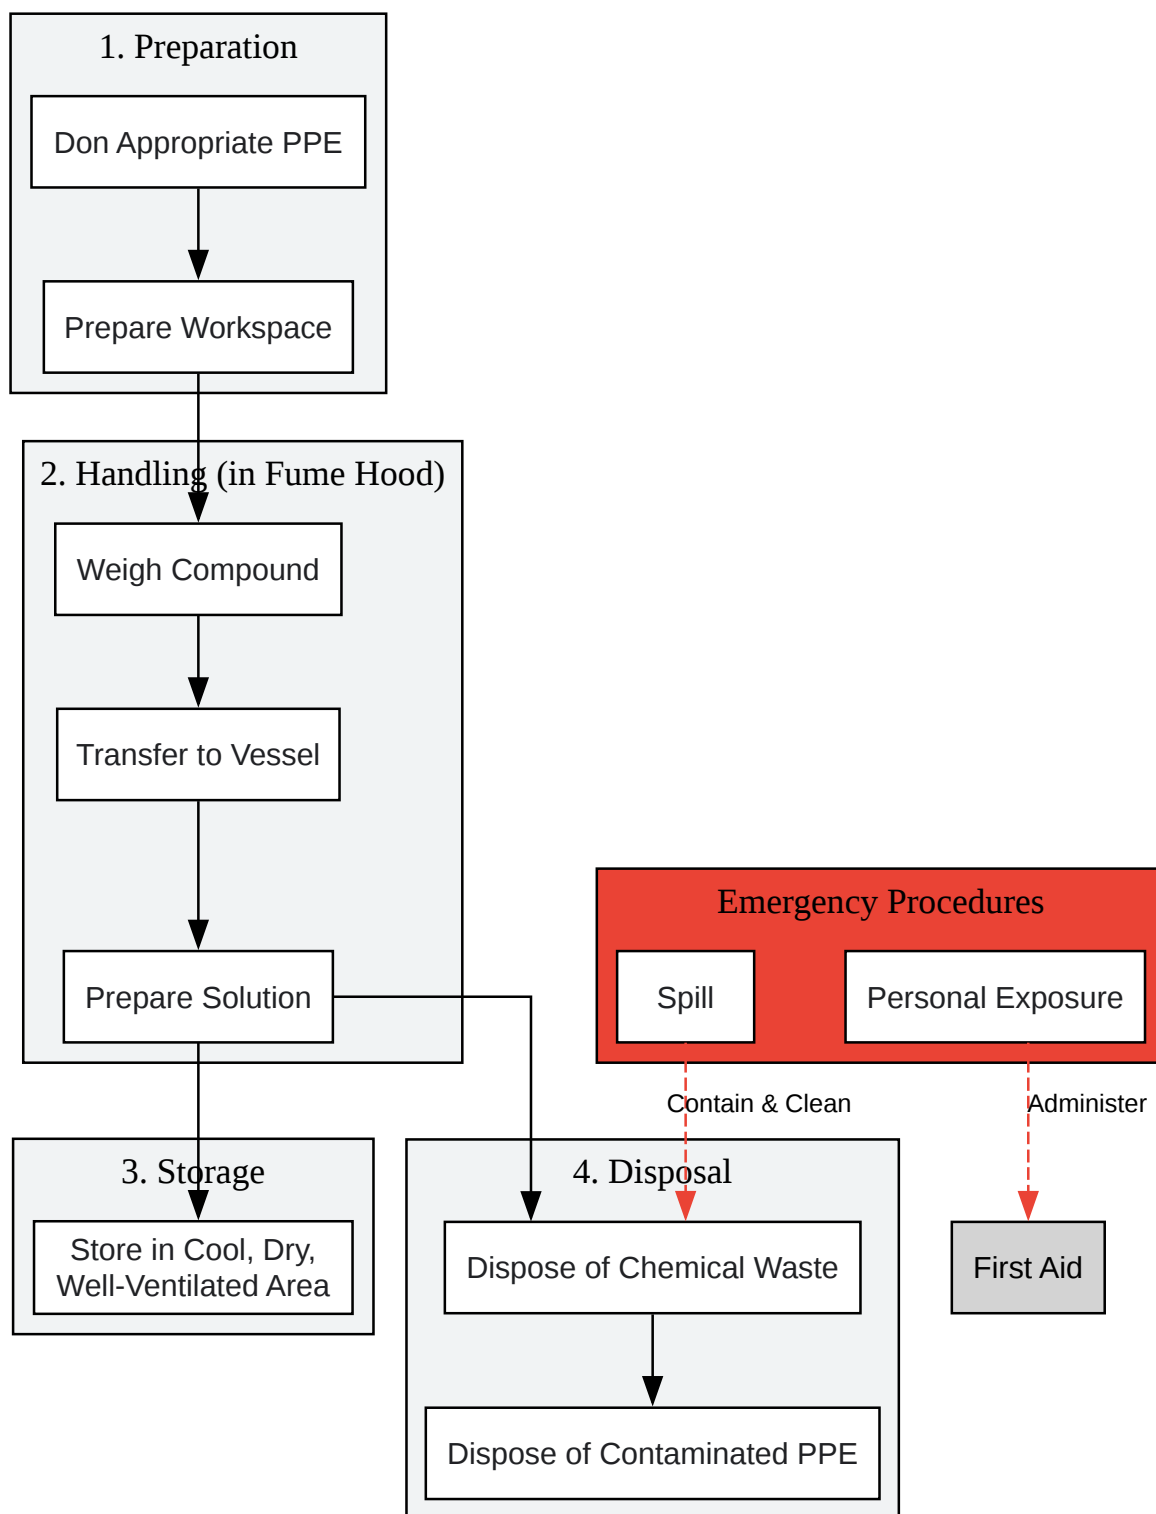 1. Preparation
Don Appropriate PPE
Prepare Workspace
2. Handling (in Fume Hood)
Weigh Compound
Transfer to Vessel
Prepare Solution
Emergency Procedures
Spill
Personal Exposure
Contain & Clean
Administer
3. Storage
Store in Cool, Dry,
Well-Ventilated Area
4. Disposal
Dispose of Chemical Waste
First Aid
Dispose of Contaminated PPE